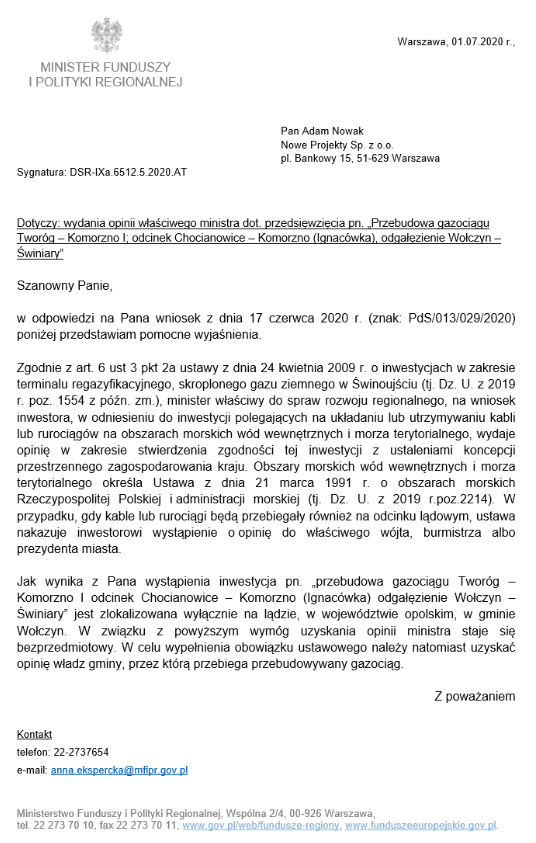 MINISTER FUNDUSZY
I POLITYKI REGIONALNEJ
Warszawa, 01.07.2020 r.,
Pan Adam Nowak
Nowe Projekty Sp. z o.o.
pl. Bankowy 15, 51-629 Warszawa
Sygnatura: DSR-IXa.6512.5.2020.AT
Dotyczy: wydania opinii właściwego ministra dot. przedsięwzięcia pn. „Przebudowa gazociągu
Tworóg – Komorzno I; odcinek Chocianowice – Komorzno (Ignacówka), odgałęzienie Wołczyn –
Świniary”
Szanowny Panie,
w odpowiedzi na Pana wniosek z dnia 17 czerwca 2020 r. (znak: PdS/013/029/2020)
poniżej przedstawiam pomocne wyjaśnienia.
Zgodnie z art. 6 ust 3 pkt 2a ustawy z dnia 24 kwietnia 2009 r. o inwestycjach w zakresie
terminalu regazyfikacyjnego, skroplonego gazu ziemnego w Świnoujściu (tj. Dz. U. z 2019
r. poz. 1554 z późn. zm.), minister właściwy do spraw rozwoju regionalnego, na wniosek
inwestora, w odniesieniu do inwestycji polegających na układaniu lub utrzymywaniu kabli
lub rurociągów na obszarach morskich wód wewnętrznych i morza terytorialnego, wydaje
opinię w zakresie stwierdzenia zgodności tej inwestycji z ustaleniami koncepcji
przestrzennego zagospodarowania kraju. Obszary morskich wód wewnętrznych i morza
terytorialnego określa Ustawa z dnia 21 marca 1991 r. o obszarach morskich
Rzeczypospolitej Polskiej i administracji morskiej (tj. Dz. U. z 2019 r.poz.2214). W
przypadku, gdy kable lub rurociągi będą przebiegały również na odcinku lądowym, ustawa
nakazuje inwestorowi wystąpienie o opinię do właściwego wójta, burmistrza albo
prezydenta miasta.
Jak wynika z Pana wystąpienia inwestycja pn. „przebudowa gazociągu Tworóg –
Komorzno I odcinek Chocianowice – Komorzno (Ignacówka) odgałęzienie Wołczyn –
Świniary” jest zlokalizowana wyłącznie na lądzie, w województwie opolskim, w gminie
Wołczyn. W związku z powyższym wymóg uzyskania opinii ministra staje się
bezprzedmiotowy. W celu wypełnienia obowiązku ustawowego należy natomiast uzyskać
opinię władz gminy, przez którą przebiega przebudowywany gazociąg.
Z poważaniem
Kontakt
telefon: 22-2737654
e-mail: anna.ekspercka@mfipr.gov.pl
Ministerstwo Funduszy i Polityki Regionalnej, Wspólna 2/4, 00-926 Warszawa,
tel. 22 273 70 10, fax 22 273 70 11, www.gov.pl/web/fundusze-regiony, www.funduszeeuropejskie.gov.pl.